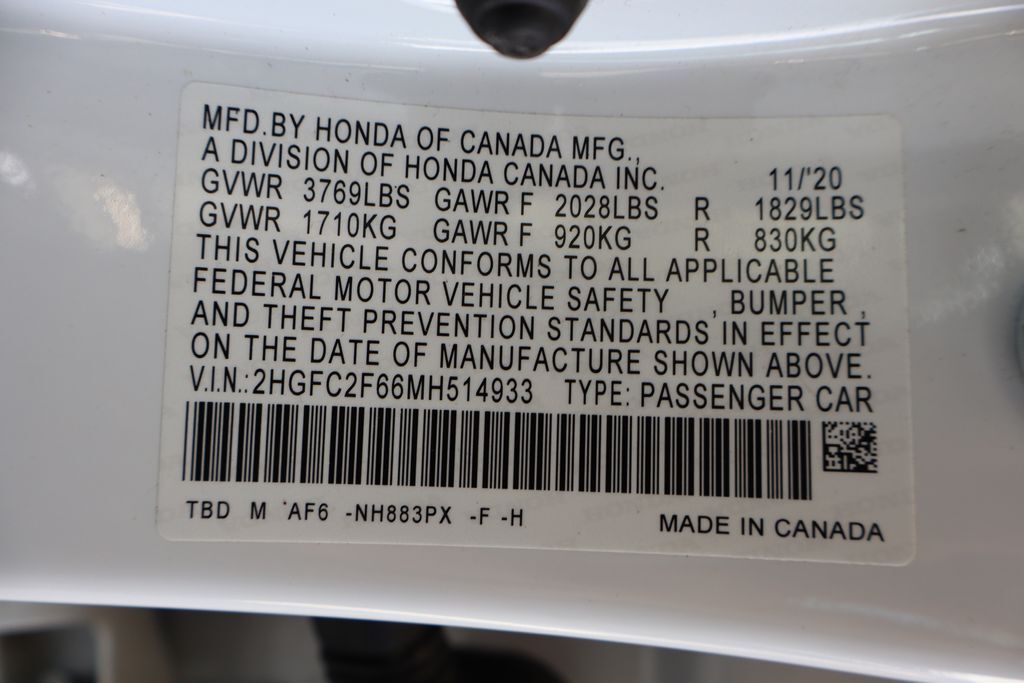 MFD.BY HONDA OF CANADA MFG.,
A DIVISION OF HONDA CANADA INC. 11/'20
GVWR 3769LBS GAWR F 2028LBS R 1829LBS
GVWR 1710KG GAWR F 920KG R 830KG
THIS VEHICLE CONFORMS TO ALL APPLICABLE
FEDERAL MOTOR VEHICLE SAFETY , BUMPER ,
AND THEFT PREVENTION STANDARDS IN EFFECT
ON THE DATE OF MANUFACTURE SHOWN ABOVE.
V.I.N.:2HGFC2F66MH514933 TYPE: PASSENGER CAR
TBD M AF6 -NH883PX -F -H
MADE IN CANADA